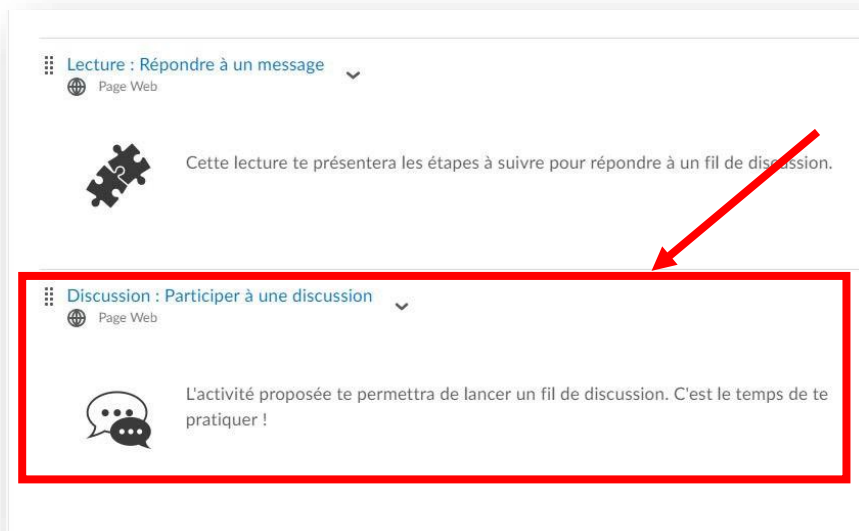 Lecture : Répondre à un message
Page Web
Cette lecture te présentera les étapes à suivre pour répondre à un fil de discussion.
Discussion : Participer à une discussion
Page Web
L'activité proposée te permettra de lancer un fil de discussion. C'est le temps de te
pratiquer !